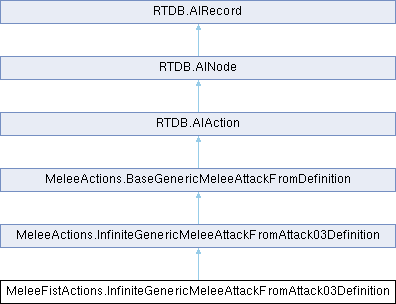 RTDB.AIRecord
RTDB.AINode
RTDB.AIAction
MeleeActions.BaseGenericMeleeAttackFromDefinition
MeleeActions.InfiniteGenericMeleeAttackFromAttack03Definition
MeleeFistActions.InfiniteGenericMeleeAttackFromAttack03Definition